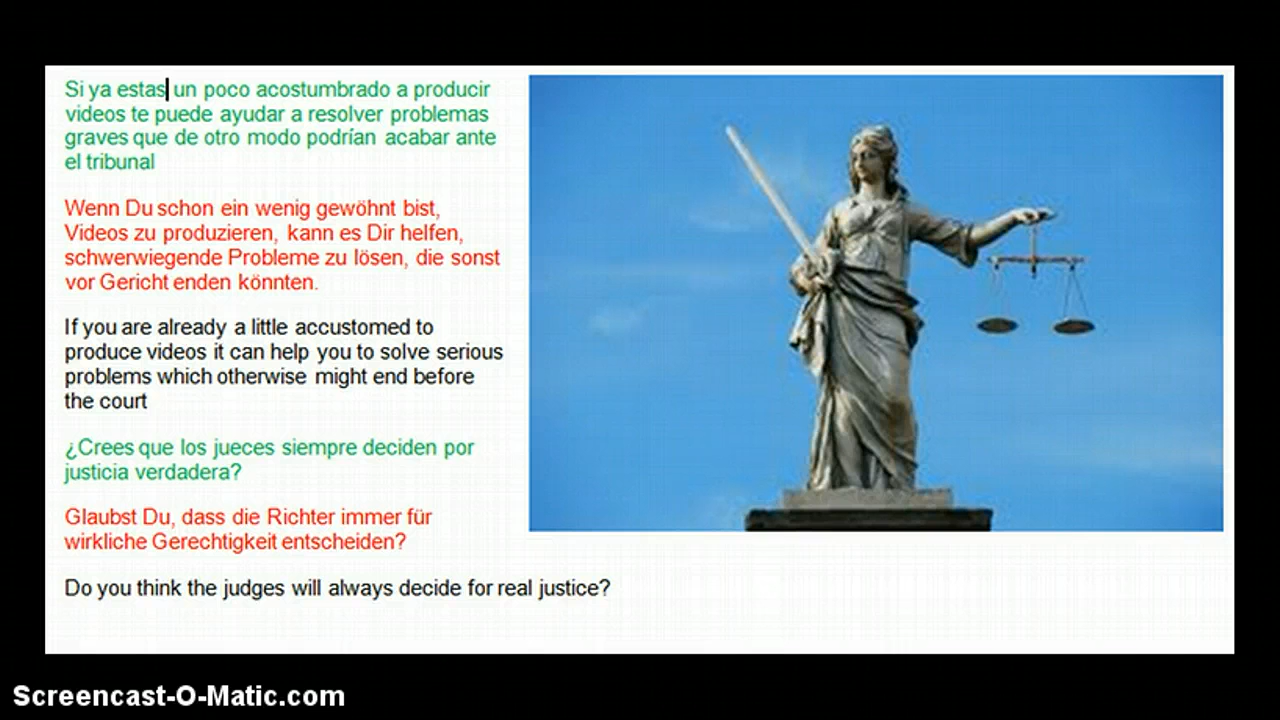 Si ya estas un poco acostumbrado a producir
videos te puede ayudar a resolver problemas
graves que de otro modo podrían acabar ante
el tribunal
Wenn Du schon ein wenig gewöhnt bist,
Videos zu produzieren, kann es Dir helfen,
schwerwiegende Probleme zu lösen, die sonst
vor Gericht enden könnten.
If you are already a little accustomed to
produce videos it can help you to solve serious
problems which otherwise might end before
the court
¿Crees que los jueces siempre deciden por
justicia verdadera?
Glaubst Du, dass die Richter immer für
wirkliche Gerechtigkeit entscheiden?
Do you think the judges will always decide for real justice?
Screencast-O-Matic.com